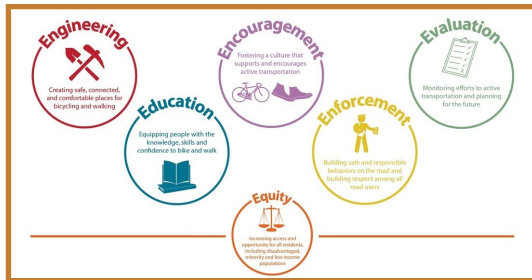 Engineering
Creating safe, connected,
and comfortable places for
bicycling and walking
Education
Equipping people with the
knowledge, skills and
confidence to bike and walk
Encouragement
Fostering a culture that
supports and encourages
active transportation
Enforcement
Building safe and responsible
behaviors on the road and
building respect among all
road users
Evaluation
Monitoring efforts to active
transportation and planning
for the future
Equity
Increasing access and
opportunity for all residents,
including disadvantaged,
minority and low income
populations